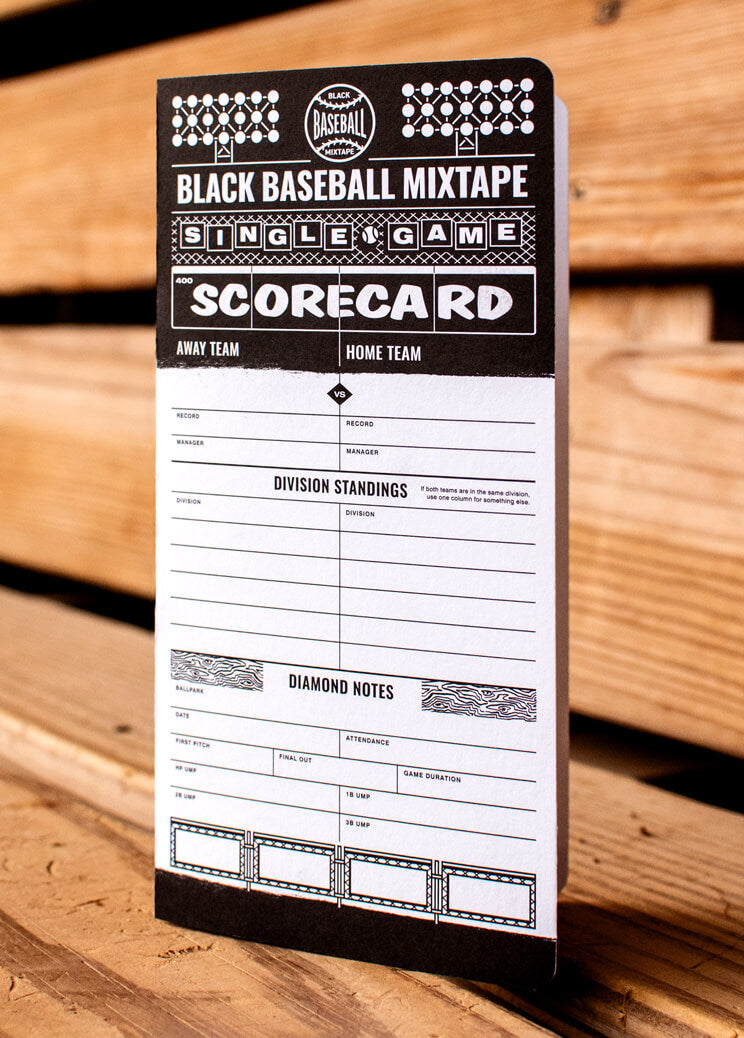 BLACK
BASEBALL
MIXTAPE
BLACK BASEBALL MIXTAPE
SINGLE GAME
400
SCORECARD
AWAY TEAM
HOME TEAM
VS
RECORD
RECORD
MANAGER
MANAGER
DIVISION STANDINGS
If both teams are in the same division,
use one column for something else.
DIVISION
DIVISION
DIAMOND NOTES
BALLPARK
DATE
ATTENDANCE
FIRST PITCH
FINAL OUT
GAME DURATION
HP UMP
1B UMP
2B UMP
3B UMP